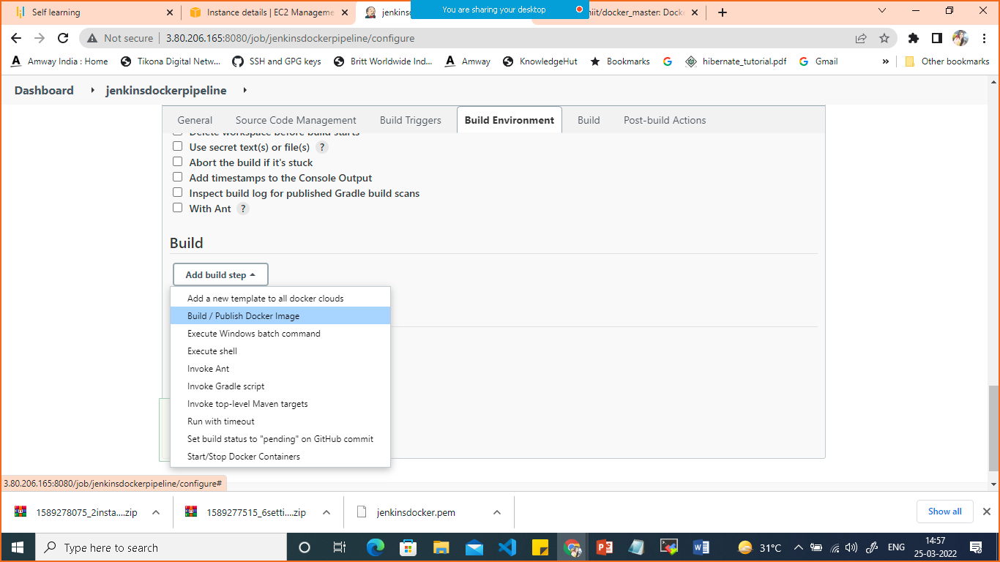 Self learning
Instance details | EC2 Manageme
jenkins
You are sharing your desktop
niit/docker_master: Docke
Not secure
3.80.206.165:8080/job/jenkinsdockerpipeline/configure
Amway India : Home
Tikona Digital Netw...
SSH and GPG keys
Britt Worldwide Ind...
Amway
KnowledgeHut
Bookmarks
hibernate_tutorial.pdf
Gmail
»
Other bookmarks
Dashboard
jenkinsdockerpipeline
General
Source Code Management
Build Triggers
Build Environment
Build
Post-build Actions
Delete workspace before build starts
Use secret text(s) or file(s) ?
Abort the build if it's stuck
Add timestamps to the Console Output
Inspect build log for published Gradle build scans
With Ant ?
Build
Add build step
Add a new template to all docker clouds
Build / Publish Docker Image
Execute Windows batch command
Execute shell
Invoke Ant
Invoke Gradle script
Invoke top-level Maven targets
Run with timeout
Set build status to "pending" on GitHub commit
Start/Stop Docker Containers
3.80.206.165:8080/job/jenkinsdockerpipeline/configure#
1589278075_2insta....zip
1589277515_6setti....zip
jenkinsdocker.pem
Show all
Type here to search
31°C
ENG
14:57
25-03-2022